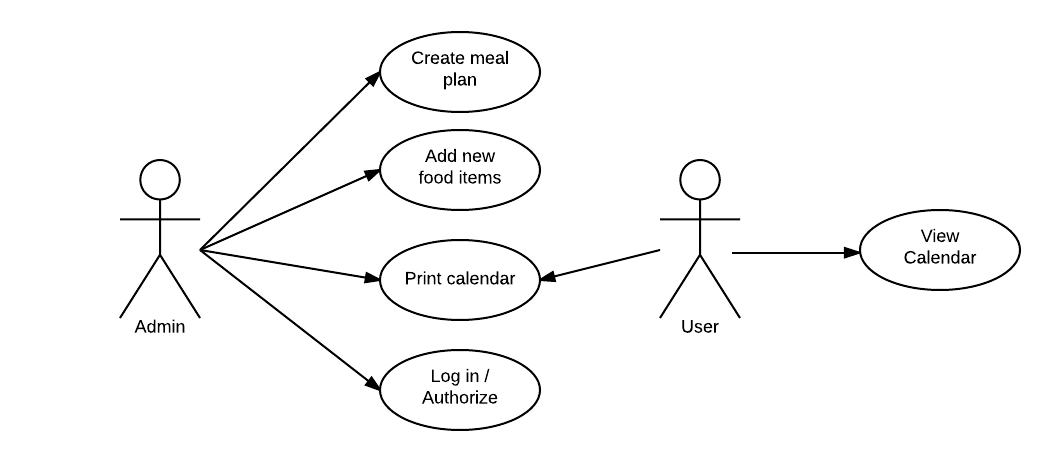 Create meal
plan
Add new
food items
View
Calendar
Print calendar
Admin
User
Log in /
Authorize